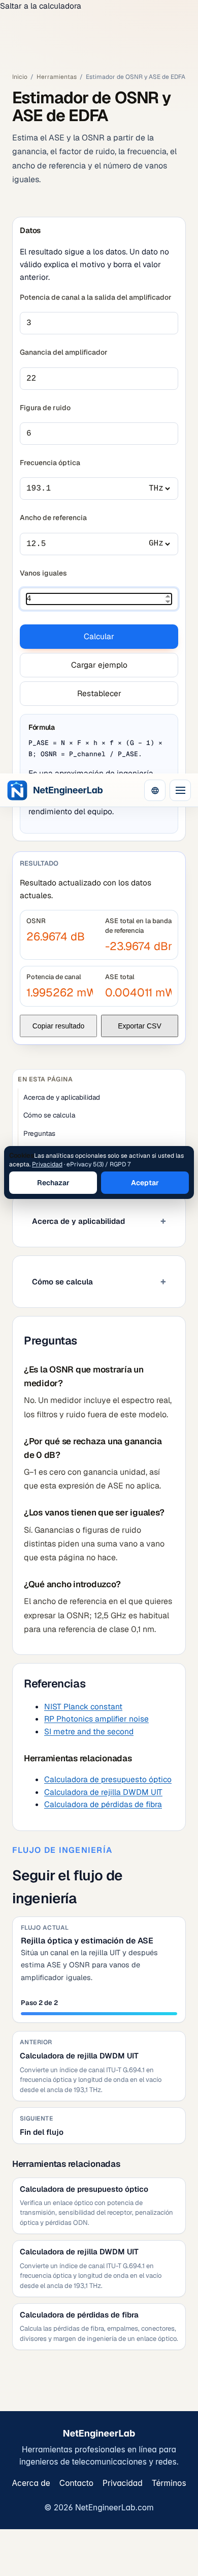 Saltar a la calculadora
Inicio / Herramientas / Estimador de OSNR y ASE de EDFA
Estimador de OSNR y
ASE de EDFA
Estima el ASE y la OSNR a partir de la
ganancia, el factor de ruido, la frecuencia, el
ancho de referencia y el número de vanos
iguales.
Datos
El resultado sigue a los datos. Un dato no
válido explica el motivo y borra el valor
anterior.
Potencia de canal a la salida del amplificador
3
Ganancia del amplificador
22
Figura de ruido
6
Frecuencia óptica
193.1 THz
Ancho de referencia
12.5 GHz
Vanos iguales
4
Calcular
Cargar ejemplo
Restablecer
Fórmula
P_ASE = N × F × h × f × (G − 1) ×
B; OSNR = P_channel / P_ASE.
NetEngineerLab
rendimiento del equipo.
RESULTADO
Resultado actualizado con los datos
actuales.
OSNR
26.9674 dB
ASE total en la banda
de referencia
-23.9674 dBm
Potencia de canal
1.995262 mW
ASE total
0.004011 mW
Copiar resultado
Exportar CSV
EN ESTA PÁGINA
Acerca de y aplicabilidad
Cómo se calcula
Preguntas
Las analíticas opcionales solo se activan si usted las
acepta. Privacidad · ePrivacy 5(3) / RGPD 7
Rechazar
Aceptar
Acerca de y aplicabilidad +
Cómo se calcula +
Preguntas
¿Es la OSNR que mostraría un
medidor?
No. Un medidor incluye el espectro real,
los filtros y ruido fuera de este modelo.
¿Por qué se rechaza una ganancia
de 0 dB?
G−1 es cero con ganancia unidad, así
que esta expresión de ASE no aplica.
¿Los vanos tienen que ser iguales?
Sí. Ganancias o figuras de ruido
distintas piden una suma vano a vano
que esta página no hace.
¿Qué ancho introduzco?
El ancho de referencia en el que quieres
expresar la OSNR; 12,5 GHz es habitual
para una referencia de clase 0,1 nm.
Referencias
NIST Planck constant
RP Photonics amplifier noise
SI metre and the second
Herramientas relacionadas
Calculadora de presupuesto óptico
Calculadora de rejilla DWDM UIT
Calculadora de pérdidas de fibra
FLUJO DE INGENIERÍA
Seguir el flujo de
ingeniería
FLUJO ACTUAL
Rejilla óptica y estimación de ASE
Sitúa un canal en la rejilla UIT y después
estima ASE y OSNR para vanos de
amplificador iguales.
Paso 2 de 2
ANTERIOR
Calculadora de rejilla DWDM UIT
Convierte un índice de canal ITU-T G.694.1 en
frecuencia óptica y longitud de onda en el vacío
desde el ancla de 193,1 THz.
SIGUIENTE
Fin del flujo
Herramientas relacionadas
Calculadora de presupuesto óptico
Verifica un enlace óptico con potencia de
transmisión, sensibilidad del receptor, penalización
óptica y pérdidas ODN.
Calculadora de rejilla DWDM UIT
Convierte un índice de canal ITU-T G.694.1 en
frecuencia óptica y longitud de onda en el vacío
desde el ancla de 193,1 THz.
Calculadora de pérdidas de fibra
Calcula las pérdidas de fibra, empalmes, conectores,
divisores y margen de ingeniería de un enlace óptico.
NetEngineerLab
Herramientas profesionales en línea para
ingenieros de telecomunicaciones y redes.
Acerca de Contacto Privacidad Términos
© 2026 NetEngineerLab.com